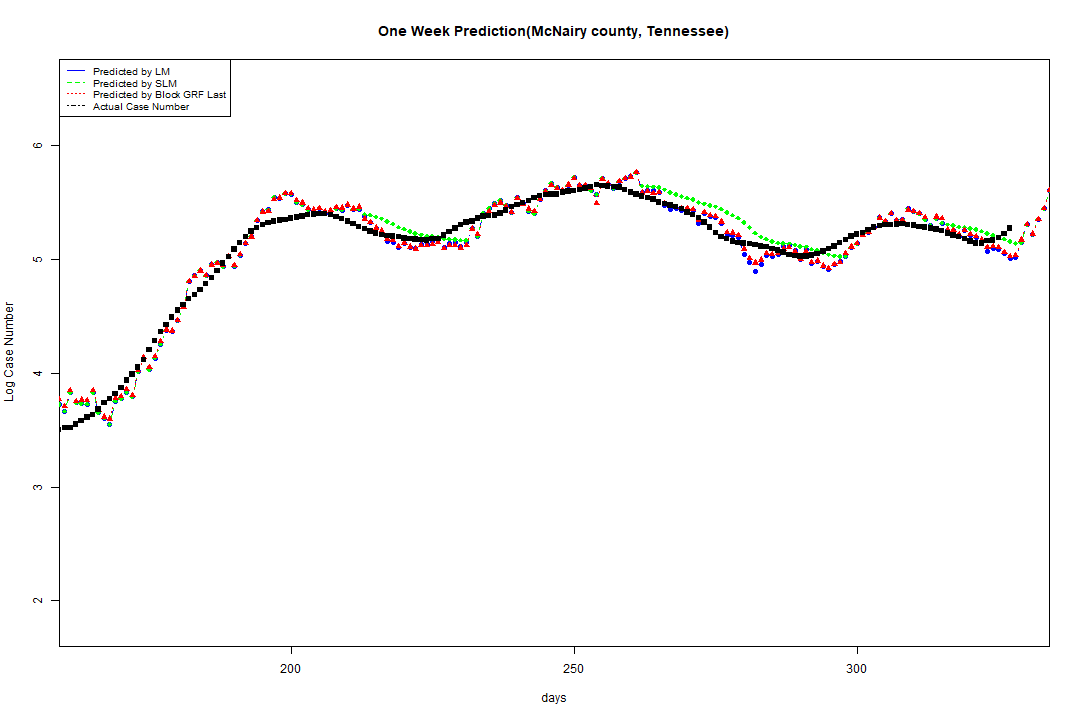 One Week Prediction(McNairy county, Tennessee)
Predicted by LM
Predicted by SLM
Predicted by Block GRF Last
Actual Case Number
6
5
4
3
2
Log Case Number
200 250 300
days